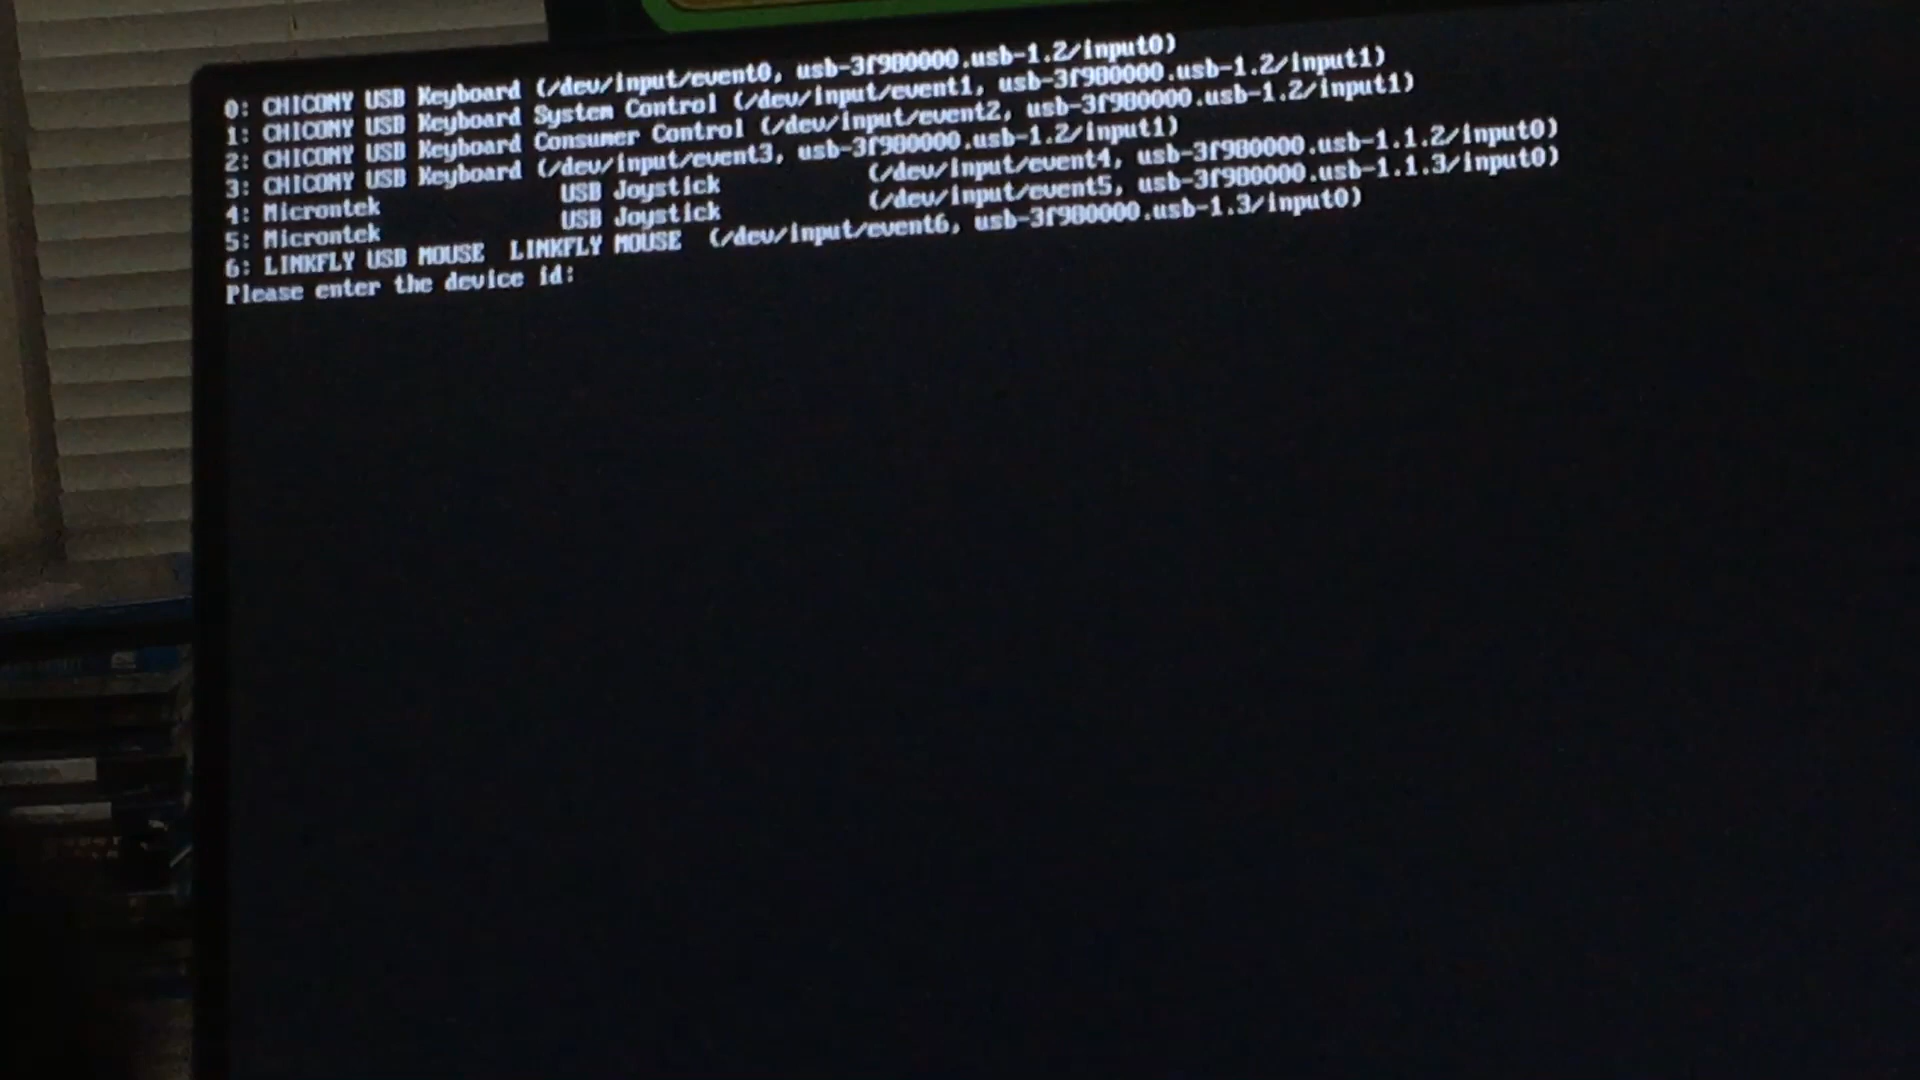 0: CHICONY USB Keyboard (/dev/input/event0, usb-3f980000.usb-1.2/input0)
1: CHICONY USB Keyboard System Control (/dev/input/event1, usb-3f980000.usb-1.2/input1)
2: CHICONY USB Keyboard Consumer Control (/dev/input/event2, usb-3f980000.usb-1.2/input1)
3: CHICONY USB Keyboard (/dev/input/event3, usb-3f980000.usb-1.2/input1)
4: Microntek USB Joystick (/dev/input/event4, usb-3f980000.usb-1.1.2/input0)
5: Microntek USB Joystick (/dev/input/event5, usb-3f980000.usb-1.1.3/input0)
6: LINKFLY USB MOUSE LINKFLY MOUSE (/dev/input/event6, usb-3f980000.usb-1.3/input0)
Please enter the device id: